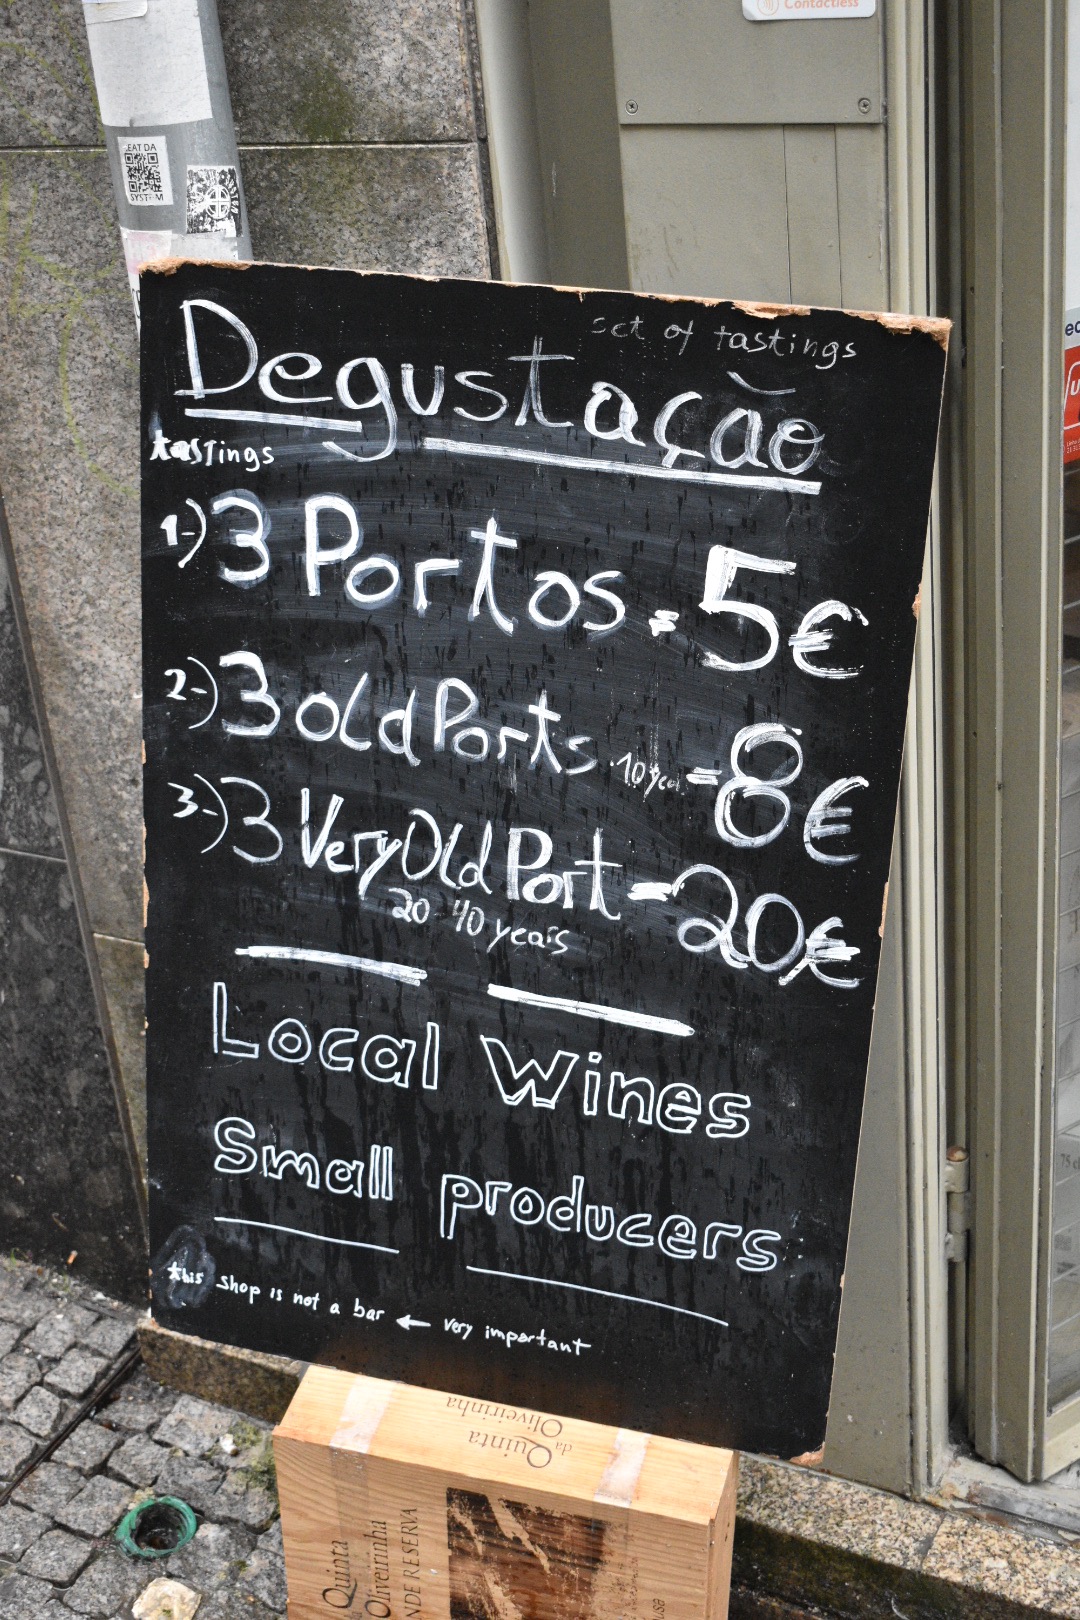 Contactless
EAT DA
SYSTEM
set of tastings
Degustação
tastings
1-) 3 Portos = 5€
2-) 3 old Ports . 10 year = 8€
3-) 3 Very Old Port = 20€
20-40 years
Local Wines
Small producers
this shop is not a bar ← very important
Quinta
da
Oliveirinha
Quinta
Oliveirinha
NDE RESERVA